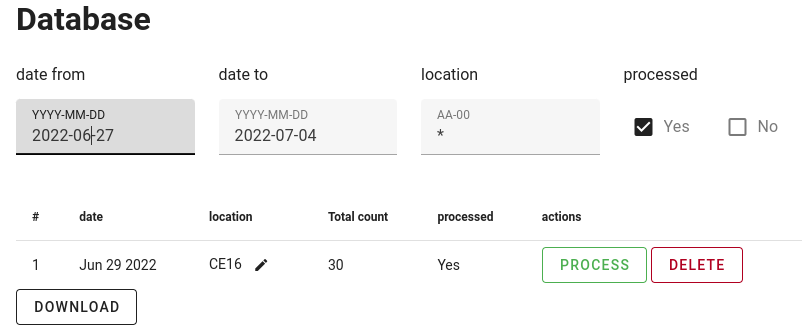 Database
date from date to location processed
YYYY-MM-DD YYYY-MM-DD AA-00
2022-06-27 2022-07-04 * Yes No
# date location Total count processed actions
1 Jun 29 2022 CE16 30 Yes PROCESS DELETE
DOWNLOAD